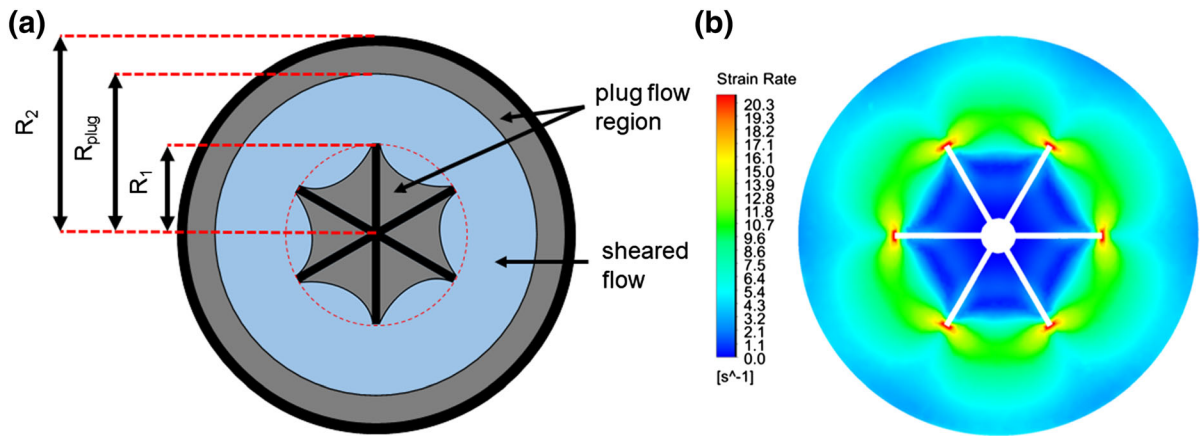 (a)
R2
Rplug
R1
plug flow
region
sheared
flow
(b)
Strain Rate
20.3
19.2
18.2
17.1
16.1
15.0
13.9
12.8
11.8
10.7
9.6
8.6
7.5
6.4
5.4
4.3
3.2
2.1
1.1
0.0
[s^-1]